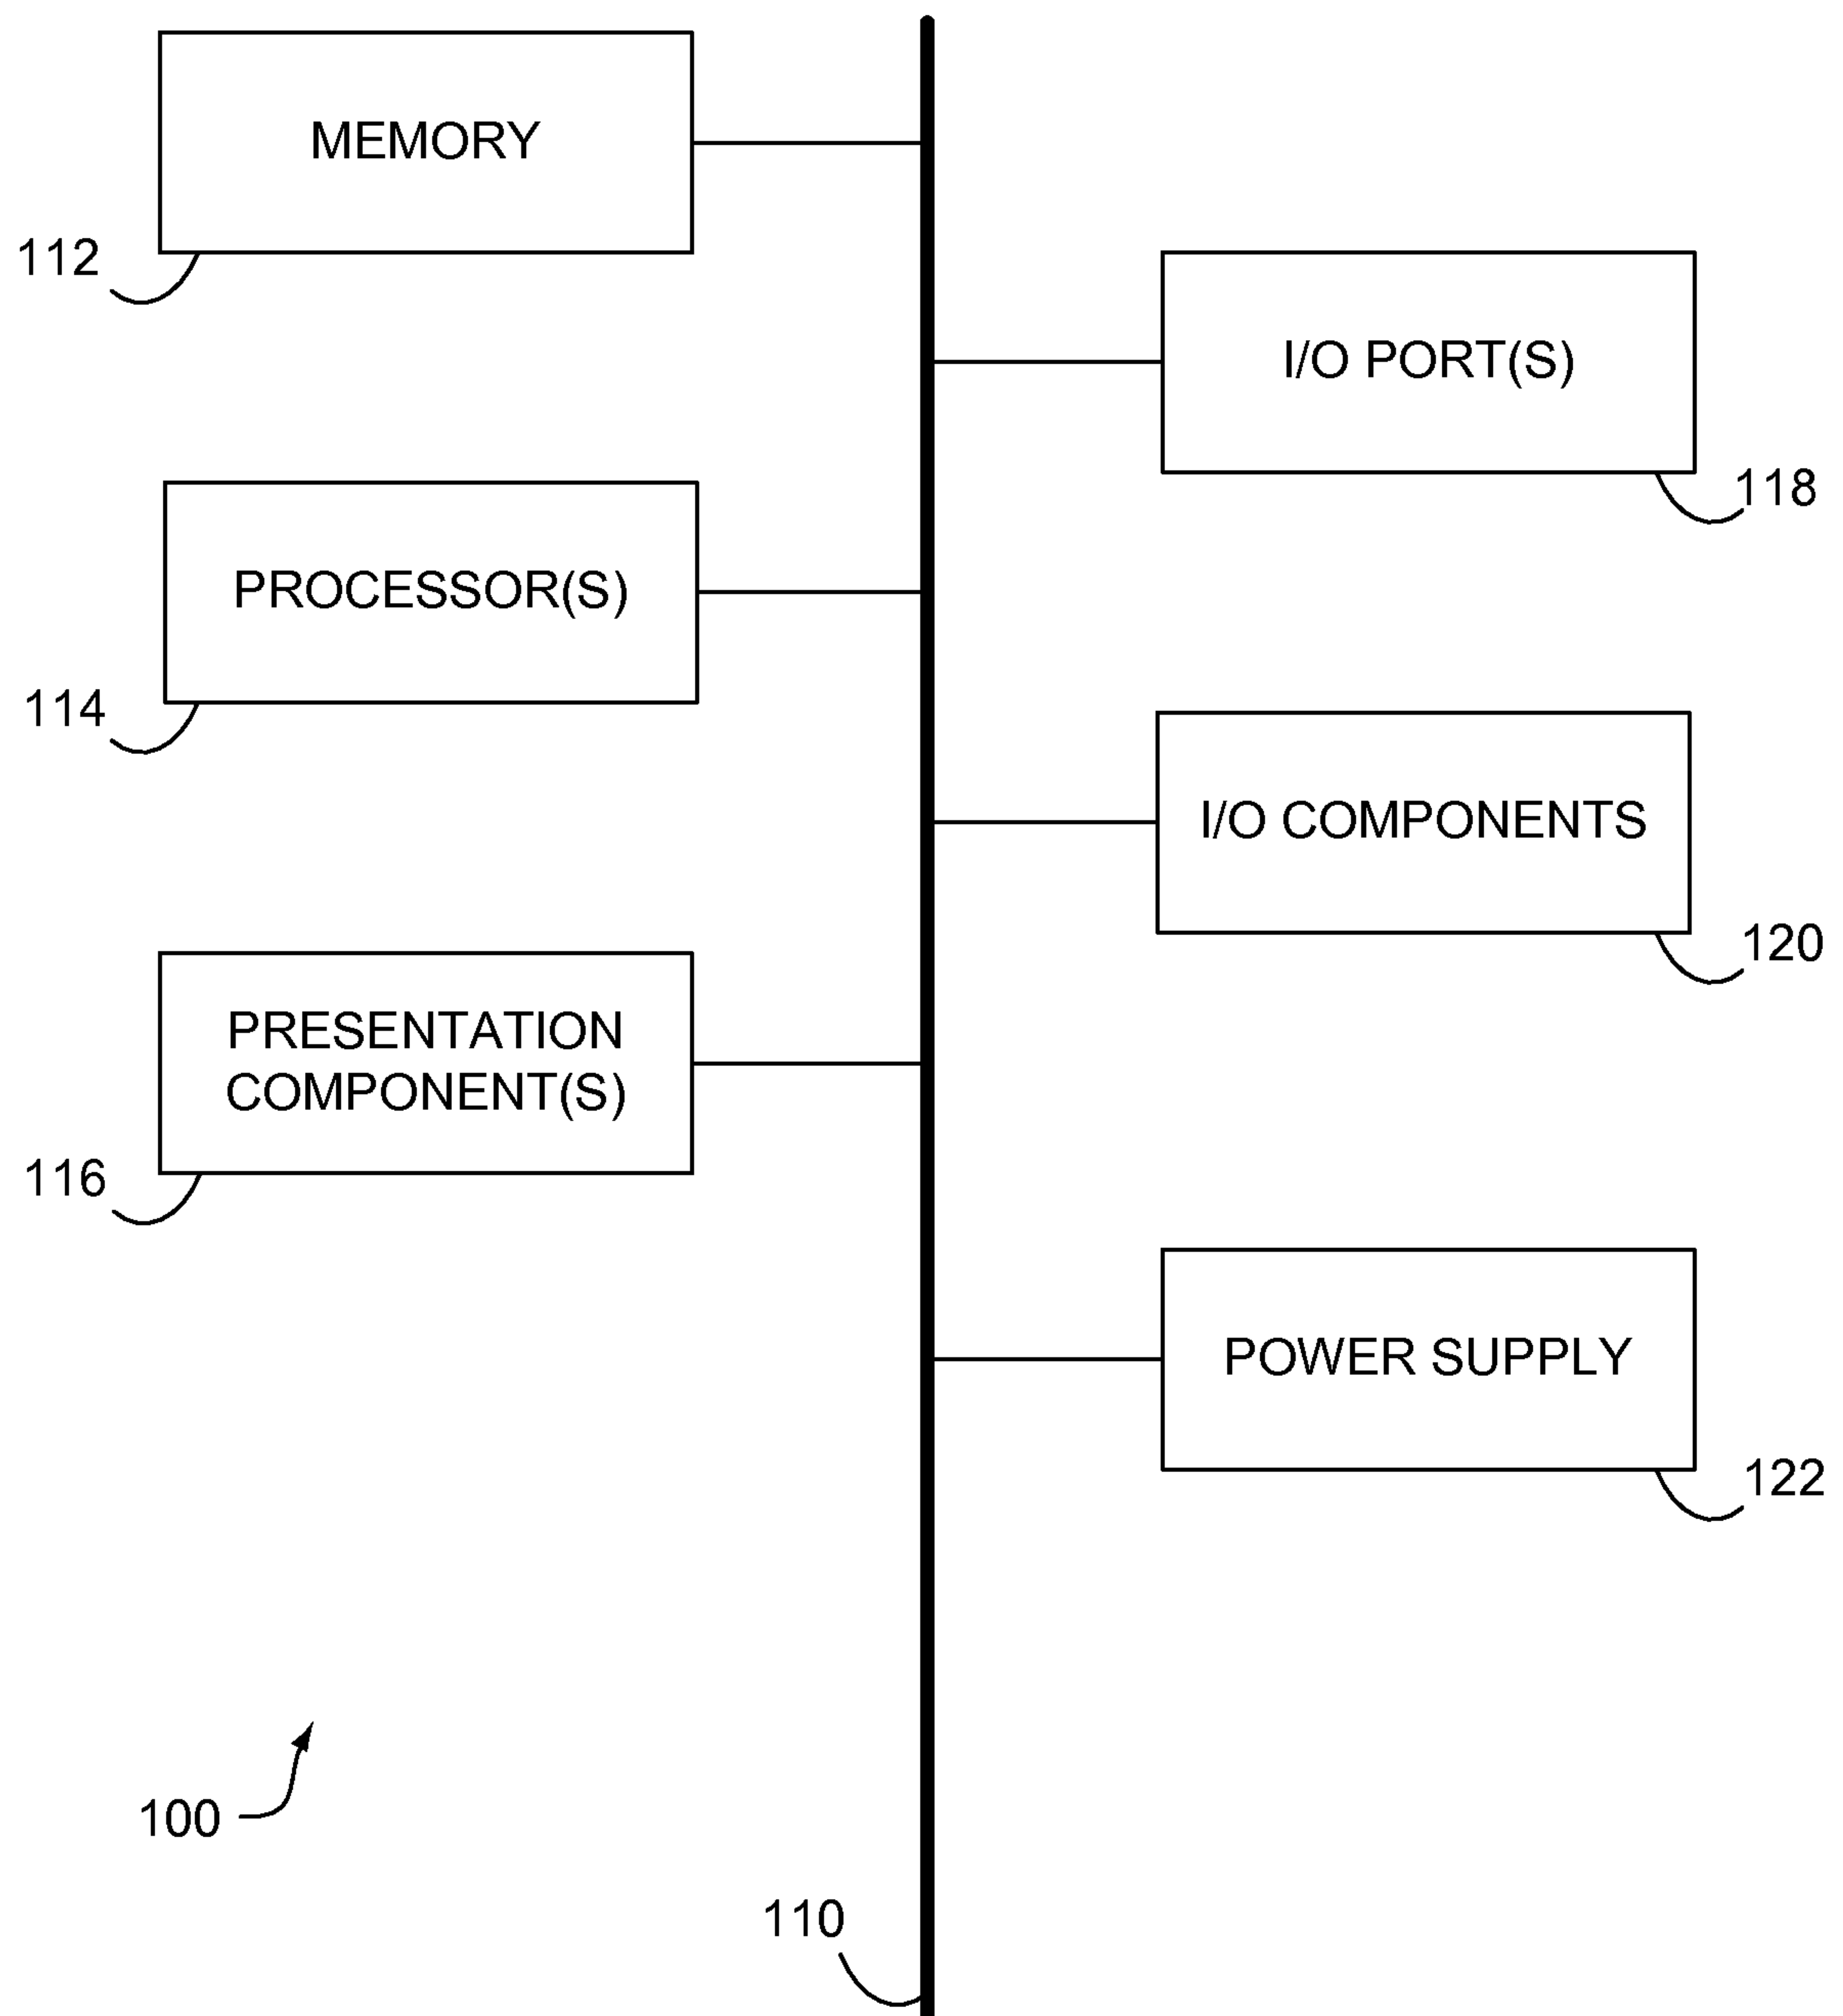 MEMORY
112
I/O PORT(S)
118
PROCESSOR(S)
114
I/O COMPONENTS
120
PRESENTATION
COMPONENT(S)
116
POWER SUPPLY
122
100
110